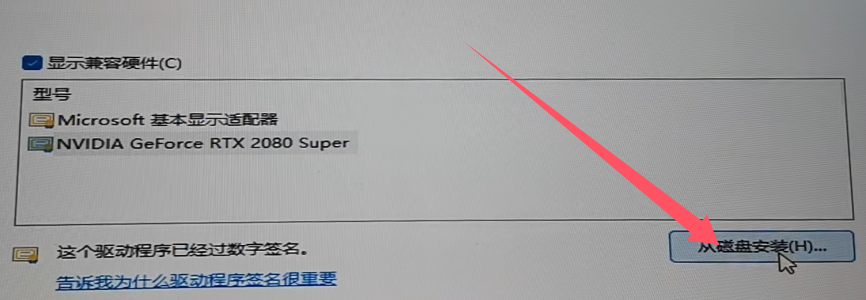 显示兼容硬件(C)
型号
Microsoft 基本显示适配器
NVIDIA GeForce RTX 2080 Super
这个驱动程序已经过数字签名。
从磁盘安装(H)...
告诉我为什么驱动程序签名很重要